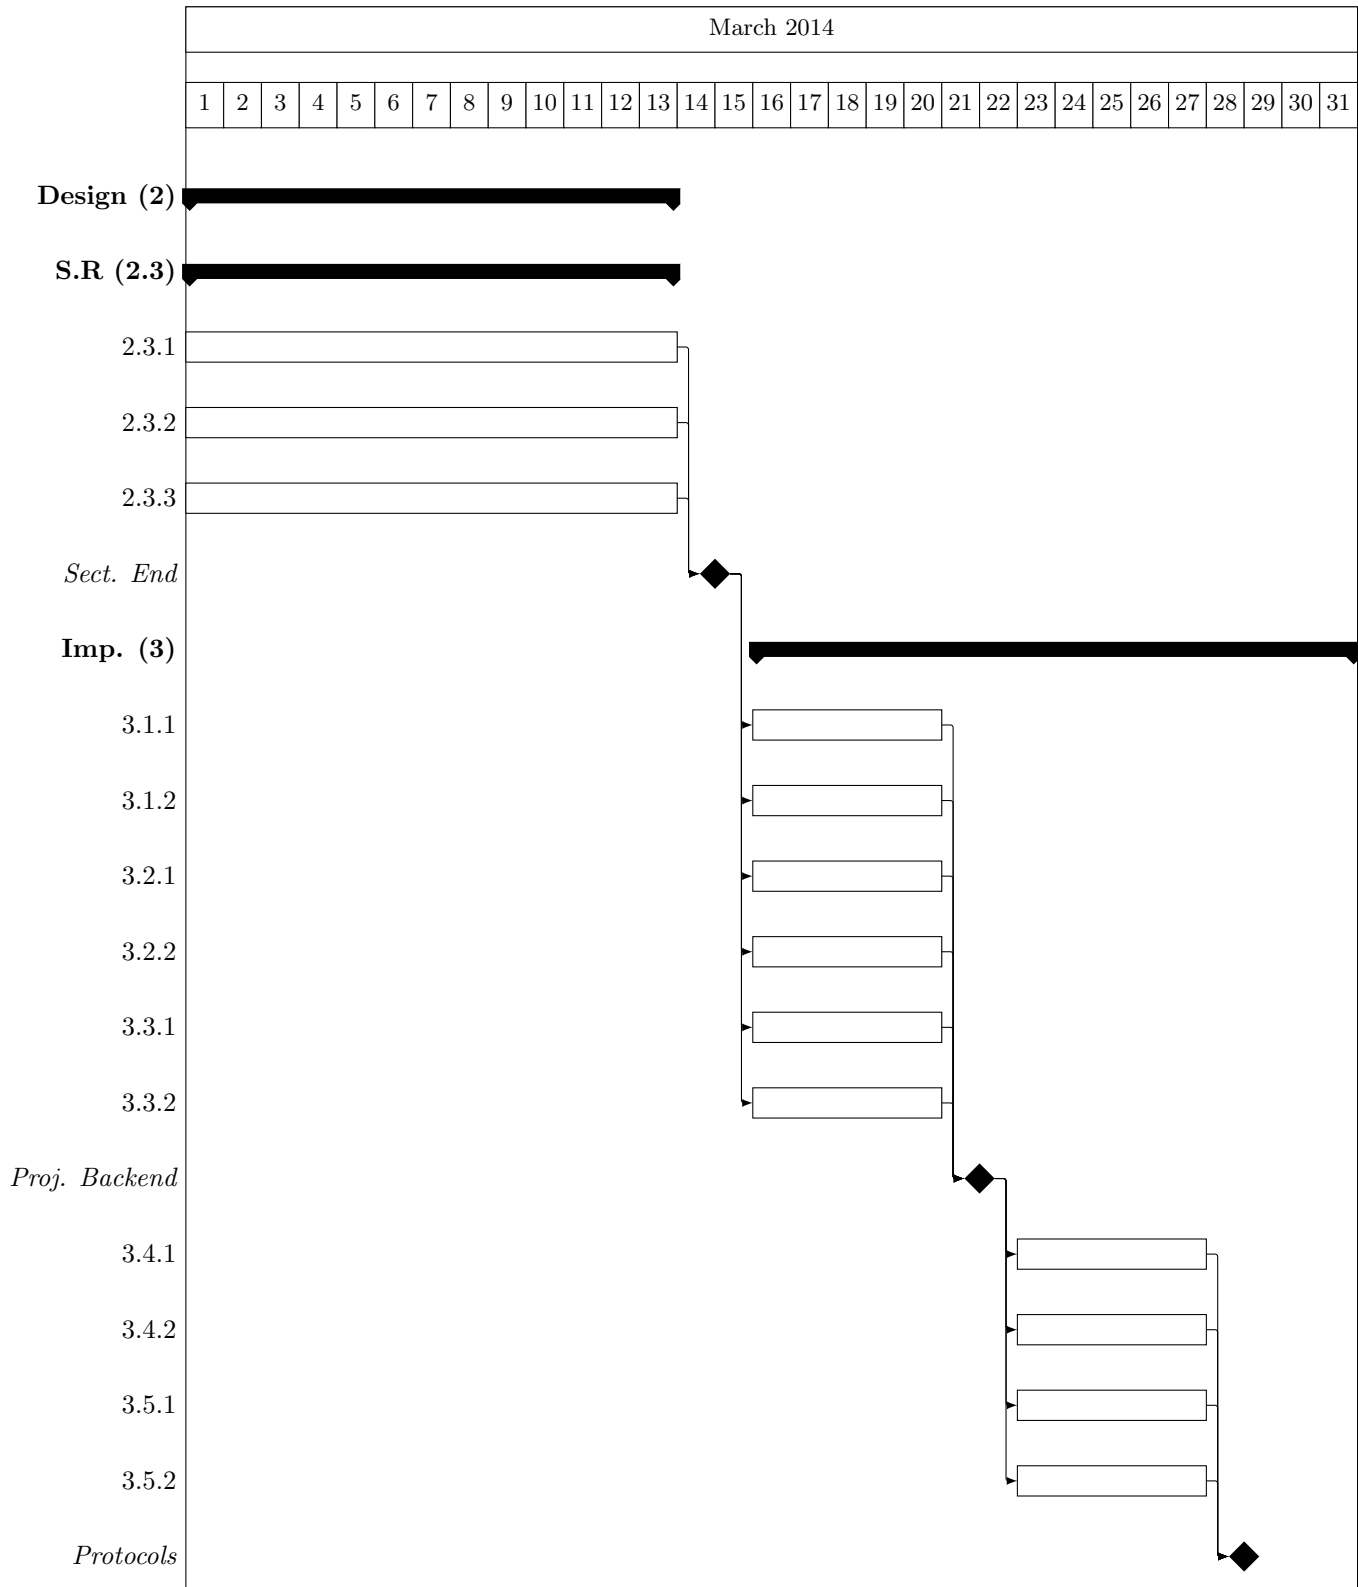 March 2014
1 2 3 4 5 6 7 8 9 10 11 12 13 14 15 16 17 18 19 20 21 22 23 24 25 26 27 28 29 30 31
Design (2)
S.R (2.3)
2.3.1
2.3.2
2.3.3
Sect. End
Imp. (3)
3.1.1
3.1.2
3.2.1
3.2.2
3.3.1
3.3.2
Proj. Backend
3.4.1
3.4.2
3.5.1
3.5.2
Protocols